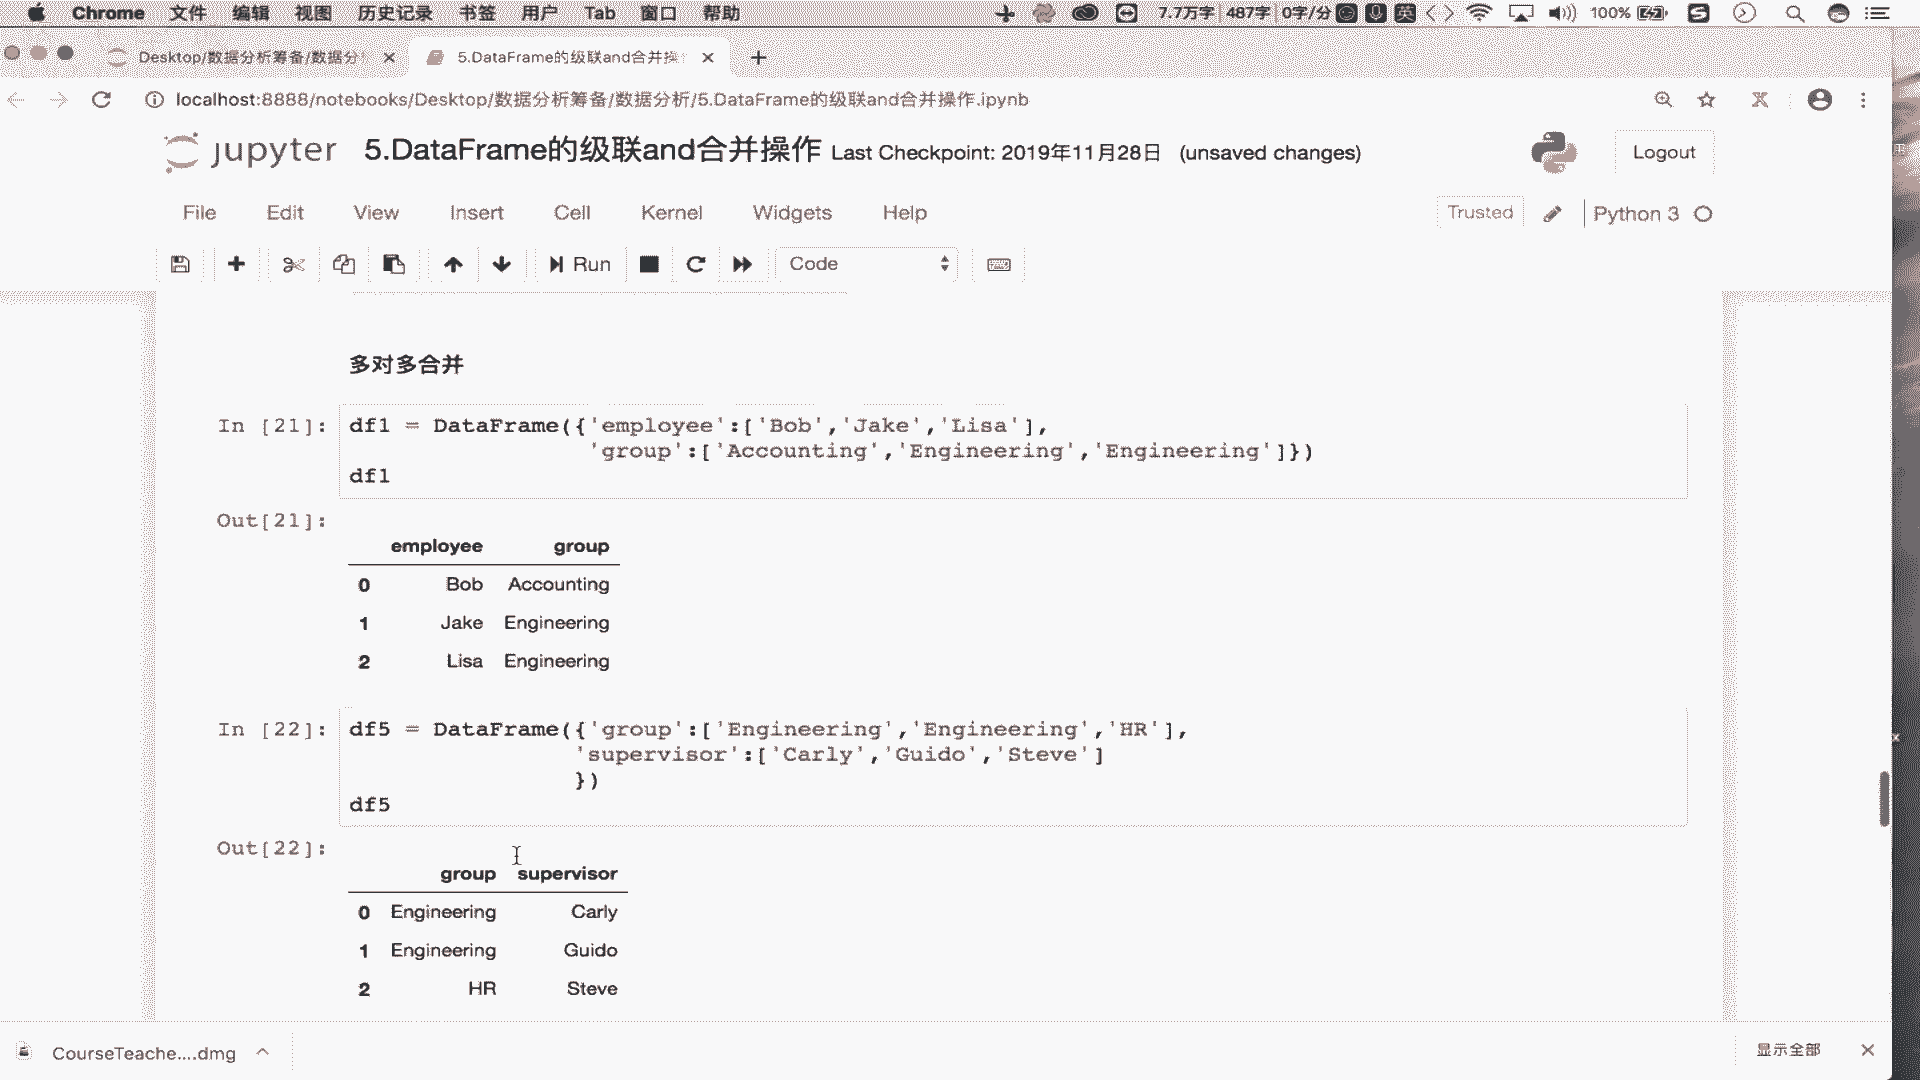 Chrome 文件 编辑 视图 历史记录 书签 用户 Tab 窗口 帮助 7.7万字 487字 0字/分 英 100%
Desktop/数据分析筹备/数据分 5.DataFrame的级联and合并操
localhost:8888/notebooks/Desktop/数据分析筹备/数据分析/5.DataFrame的级联and合并操作.ipynb
jupyter 5.DataFrame的级联and合并操作 Last Checkpoint: 2019年11月28日 (unsaved changes) Logout
File Edit View Insert Cell Kernel Widgets Help Trusted Python 3
Run Code
多对多合并
In [21]: df1 = DataFrame({'employee':['Bob','Jake','Lisa'],
'group':['Accounting','Engineering','Engineering']})
df1
Out[21]:
employee group
0 Bob Accounting
1 Jake Engineering
2 Lisa Engineering
In [22]: df5 = DataFrame({'group':['Engineering','Engineering','HR'],
'supervisor':['Carly','Guido','Steve']
})
df5
Out[22]:
group supervisor
0 Engineering Carly
1 Engineering Guido
2 HR Steve
CourseTeache....dmg 显示全部